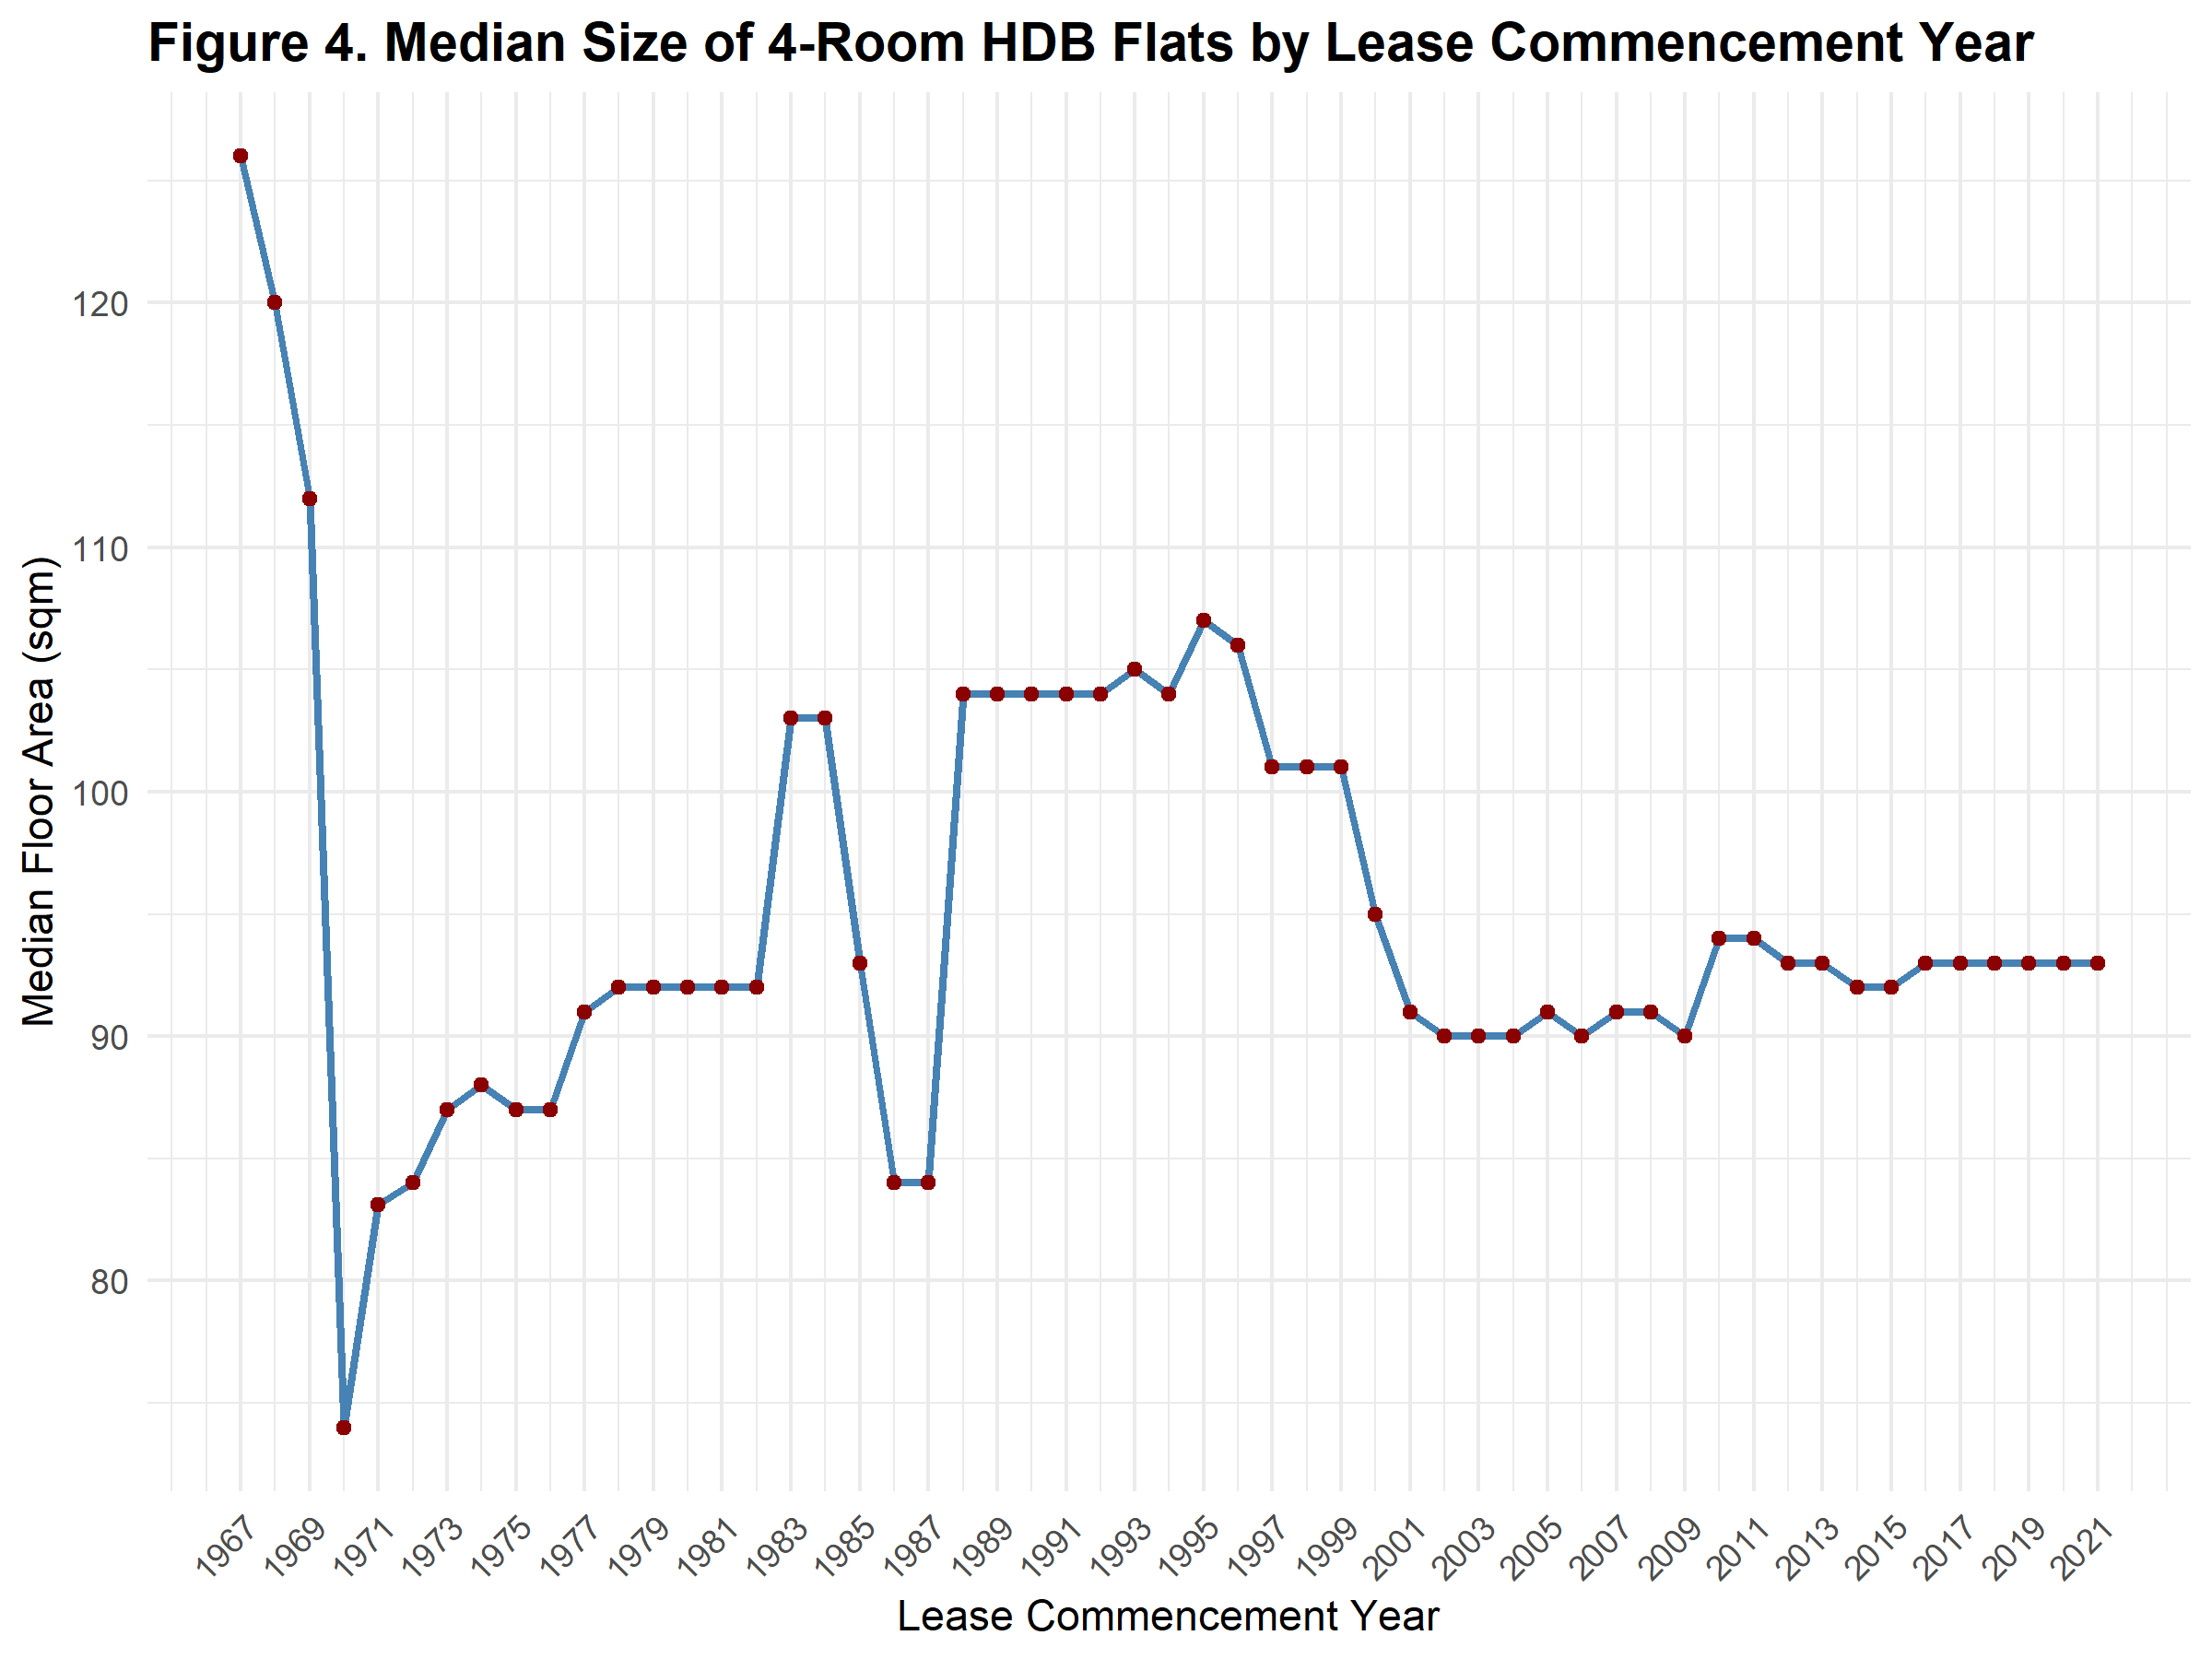 Figure 4. Median Size of 4-Room HDB Flats by Lease Commencement Year
Median Floor Area (sqm)
120
110
100
90
80
1967 1969 1971 1973 1975 1977 1979 1981 1983 1985 1987 1989 1991 1993 1995 1997 1999 2001 2003 2005 2007 2009 2011 2013 2015 2017 2019 2021
Lease Commencement Year